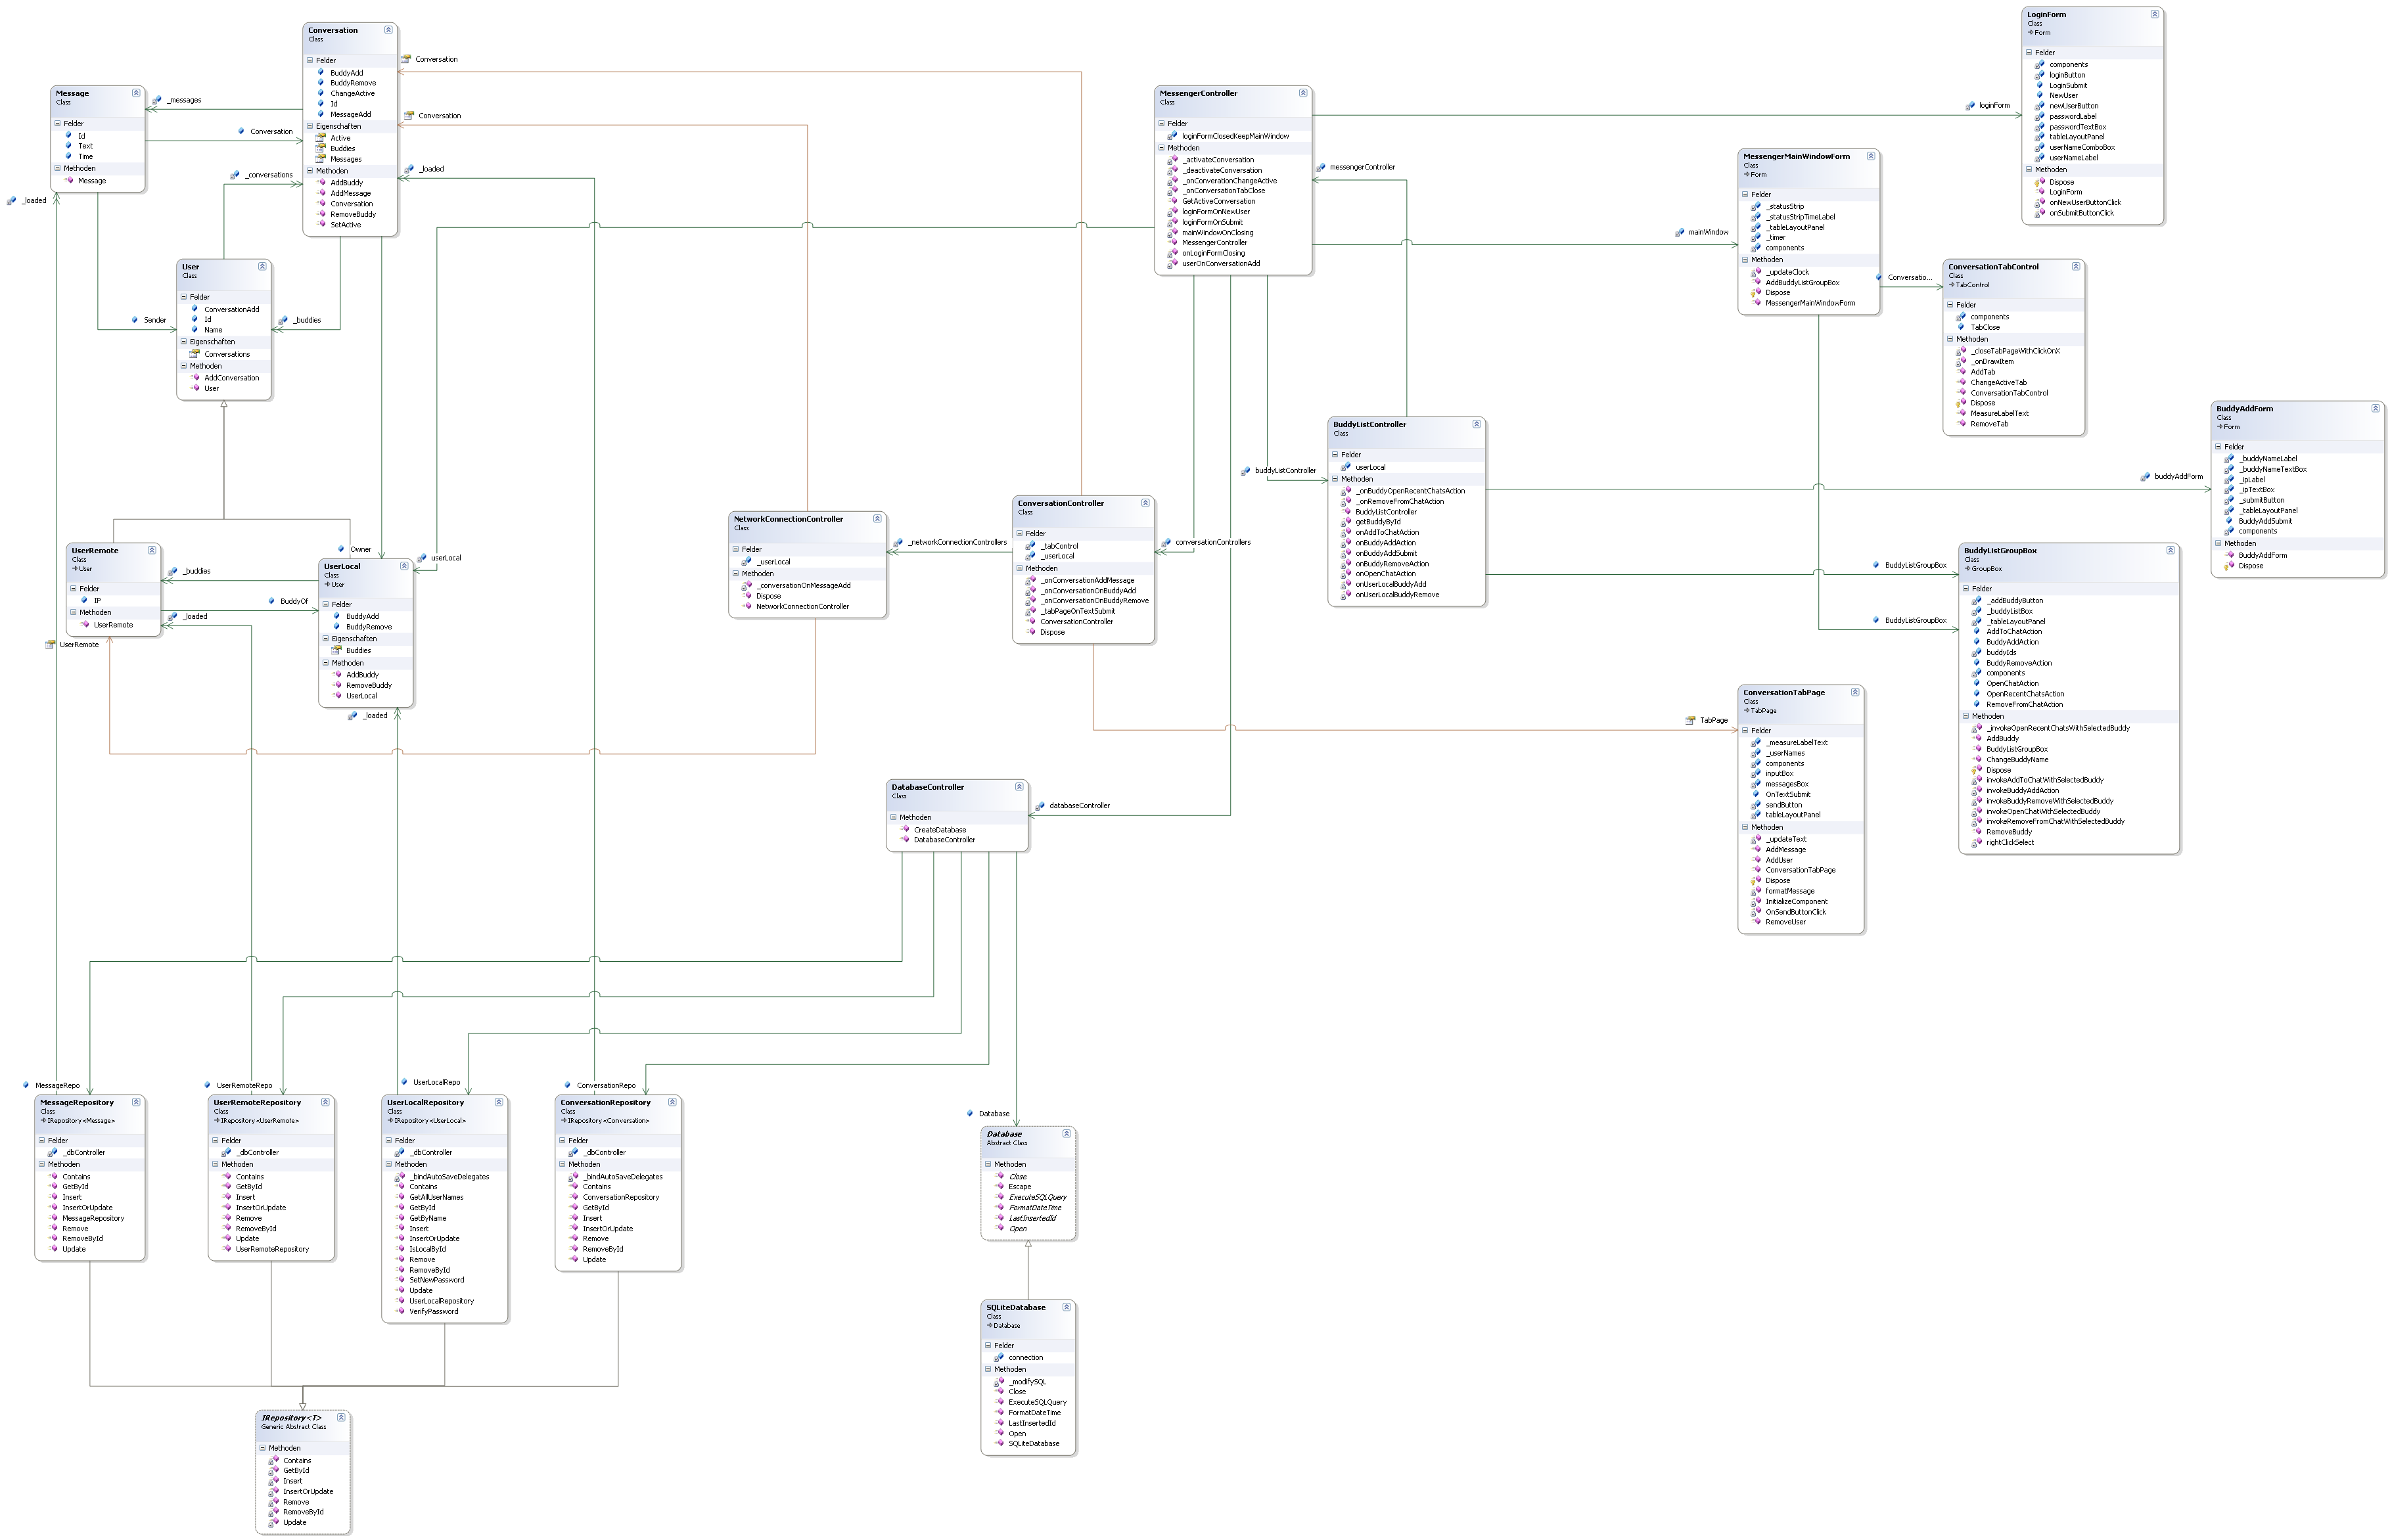 Conversation
Class
Felder
BuddyAdd
BuddyRemove
ChangeActive
Id
MessageAdd
Eigenschaften
Active
Buddies
Messages
Methoden
AddBuddy
AddMessage
Conversation
RemoveBuddy
SetActive
Conversation
Conversation
_loaded
Message
Class
Felder
Id
Text
Time
Methoden
Message
_messages
Conversation
_conversations
_loaded
Sender
_buddies
User
Class
Felder
ConversationAdd
Id
Name
Eigenschaften
Conversations
Methoden
AddConversation
User
UserRemote
Class
User
Felder
IP
Methoden
UserRemote
_buddies
BuddyOf
_loaded
UserRemote
Owner
userLocal
UserLocal
Class
User
Felder
BuddyAdd
BuddyRemove
Eigenschaften
Buddies
Methoden
AddBuddy
RemoveBuddy
UserLocal
_loaded
MessengerController
Class
Felder
loginFormClosedKeepMainWindow
Methoden
_activateConversation
_deactivateConversation
_onConverationChangeActive
_onConversationTabClose
GetActiveConversation
loginFormOnNewUser
loginFormOnSubmit
mainWindowOnClosing
MessengerController
onLoginFormClosing
userOnConversationAdd
messengerController
loginForm
mainWindow
LoginForm
Class
Form
Felder
components
loginButton
LoginSubmit
NewUser
newUserButton
passwordLabel
passwordTextBox
tableLayoutPanel
userNameComboBox
userNameLabel
Methoden
Dispose
LoginForm
onNewUserButtonClick
onSubmitButtonClick
MessengerMainWindowForm
Class
Form
Felder
_statusStrip
_statusStripTimeLabel
_tableLayoutPanel
_timer
components
Methoden
_updateClock
AddBuddyListGroupBox
Dispose
MessengerMainWindowForm
Conversatio...
ConversationTabControl
Class
TabControl
Felder
components
TabClose
Methoden
_closeTabPageWithClickOnX
_onDrawItem
AddTab
ChangeActiveTab
ConversationTabControl
Dispose
MeasureLabelText
RemoveTab
BuddyListController
Class
Felder
userLocal
Methoden
_onBuddyOpenRecentChatsAction
_onRemoveFromChatAction
BuddyListController
getBuddyById
onAddToChatAction
onBuddyAddAction
onBuddyAddSubmit
onBuddyRemoveAction
onOpenChatAction
onUserLocalBuddyAdd
onUserLocalBuddyRemove
buddyListController
buddyAddForm
BuddyAddForm
Class
Form
Felder
_buddyNameLabel
_buddyNameTextBox
_ipLabel
_ipTextBox
_submitButton
_tableLayoutPanel
BuddyAddSubmit
components
Methoden
BuddyAddForm
Dispose
NetworkConnectionController
Class
Felder
_userLocal
Methoden
_conversationOnMessageAdd
Dispose
NetworkConnectionController
_networkConnectionControllers
ConversationController
Class
Felder
_tabControl
_userLocal
Methoden
_onConversationAddMessage
_onConversationOnBuddyAdd
_onConversationOnBuddyRemove
_tabPageOnTextSubmit
ConversationController
Dispose
conversationControllers
BuddyListGroupBox
BuddyListGroupBox
BuddyListGroupBox
Class
GroupBox
Felder
_addBuddyButton
_buddyListBox
_tableLayoutPanel
AddToChatAction
BuddyAddAction
buddyIds
BuddyRemoveAction
components
OpenChatAction
OpenRecentChatsAction
RemoveFromChatAction
Methoden
_invokeOpenRecentChatsWithSelectedBuddy
AddBuddy
BuddyListGroupBox
ChangeBuddyName
Dispose
invokeAddToChatWithSelectedBuddy
invokeBuddyAddAction
invokeBuddyRemoveWithSelectedBuddy
invokeOpenChatWithSelectedBuddy
invokeRemoveFromChatWithSelectedBuddy
RemoveBuddy
rightClickSelect
TabPage
ConversationTabPage
Class
TabPage
Felder
_measureLabelText
_userNames
components
inputBox
messagesBox
OnTextSubmit
sendButton
tableLayoutPanel
Methoden
_updateText
AddMessage
AddUser
ConversationTabPage
Dispose
formatMessage
InitializeComponent
OnSendButtonClick
RemoveUser
DatabaseController
Class
Methoden
CreateDatabase
DatabaseController
databaseController
MessageRepo
UserRemoteRepo
UserLocalRepo
ConversationRepo
Database
MessageRepository
Class
IRepository<Message>
Felder
_dbController
Methoden
Contains
GetById
Insert
InsertOrUpdate
MessageRepository
Remove
RemoveById
Update
UserRemoteRepository
Class
IRepository<UserRemote>
Felder
_dbController
Methoden
Contains
GetById
Insert
InsertOrUpdate
Remove
RemoveById
Update
UserRemoteRepository
UserLocalRepository
Class
IRepository<UserLocal>
Felder
_dbController
Methoden
_bindAutoSaveDelegates
Contains
GetAllUserNames
GetById
GetByName
Insert
InsertOrUpdate
IsLocalById
Remove
RemoveById
SetNewPassword
Update
UserLocalRepository
VerifyPassword
ConversationRepository
Class
IRepository<Conversation>
Felder
_dbController
Methoden
_bindAutoSaveDelegates
Contains
ConversationRepository
GetById
Insert
InsertOrUpdate
Remove
RemoveById
Update
Database
Abstract Class
Methoden
Close
Escape
ExecuteSQLQuery
FormatDateTime
LastInsertedId
Open
SQLiteDatabase
Class
Database
Felder
connection
Methoden
_modifySQL
Close
ExecuteSQLQuery
FormatDateTime
LastInsertedId
Open
SQLiteDatabase
IRepository<T>
Generic Abstract Class
Methoden
Contains
GetById
Insert
InsertOrUpdate
Remove
RemoveById
Update